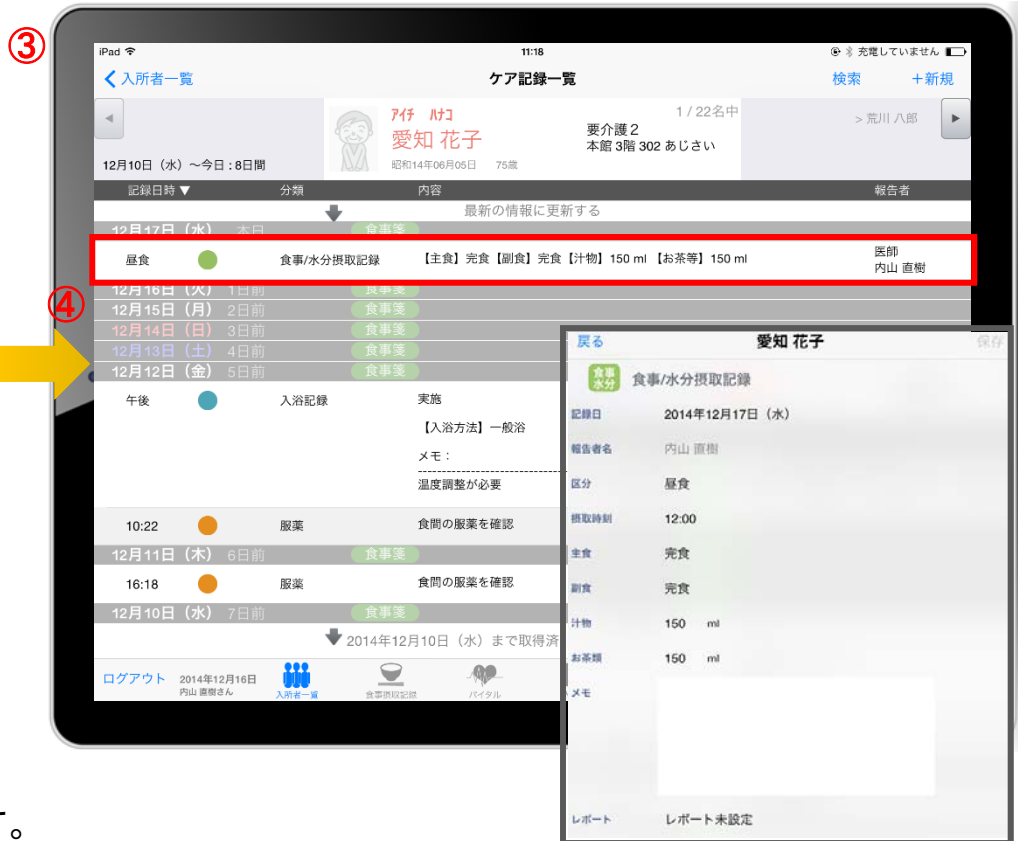 ③
iPad 11:18 充電していません
入所者一覧 ケア記録一覧 検索 +新規
アイチ ハナコ 1 / 22名中
愛知 花子 要介護２ > 荒川 八郎
本館 3階 302 あじさい
12月10日（水）～今日 : 8日間 昭和14年06月05日 75歳
記録日時 ▼ 分類 内容 報告者
最新の情報に更新する
12月17日（水） 本日 食事箋
昼食 食事/水分摂取記録 【主食】完食【副食】完食【汁物】150 ml 【お茶等】150 ml 医師
内山 直樹
12月16日（火） 1日前 食事箋
④
12月15日（月） 2日前 食事箋
12月14日（日） 3日前 食事箋
12月13日（土） 4日前 食事箋
12月12日（金） 5日前 食事箋
午後 入浴記録 実施
【入浴方法】一般浴
メモ：
温度調整が必要
10:22 服薬 食間の服薬を確認
12月11日（木） 6日前 食事箋
16:18 服薬 食間の服薬を確認
12月10日（水） 7日前 食事箋
2014年12月10日（水）まで取得済
ログアウト 2014年12月16日
内山 直樹さん 入所者一覧 食事摂取記録 バイタル
戻る 愛知 花子 保存
食事水分 食事/水分摂取記録
記録日 2014年12月17日（水）
報告者名 内山 直樹
区分 昼食
摂取時刻 12:00
主食 完食
副食 完食
汁物 150 ml
お茶類 150 ml
メモ
レポート レポート未設定
。